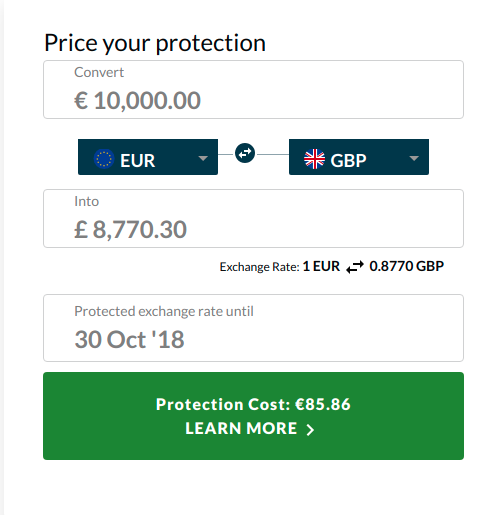 Price your protection
Convert
€ 10,000.00
EUR GBP
Into
£ 8,770.30
Exchange Rate: 1 EUR 0.8770 GBP
Protected exchange rate until
30 Oct '18
Protection Cost: €85.86
LEARN MORE >